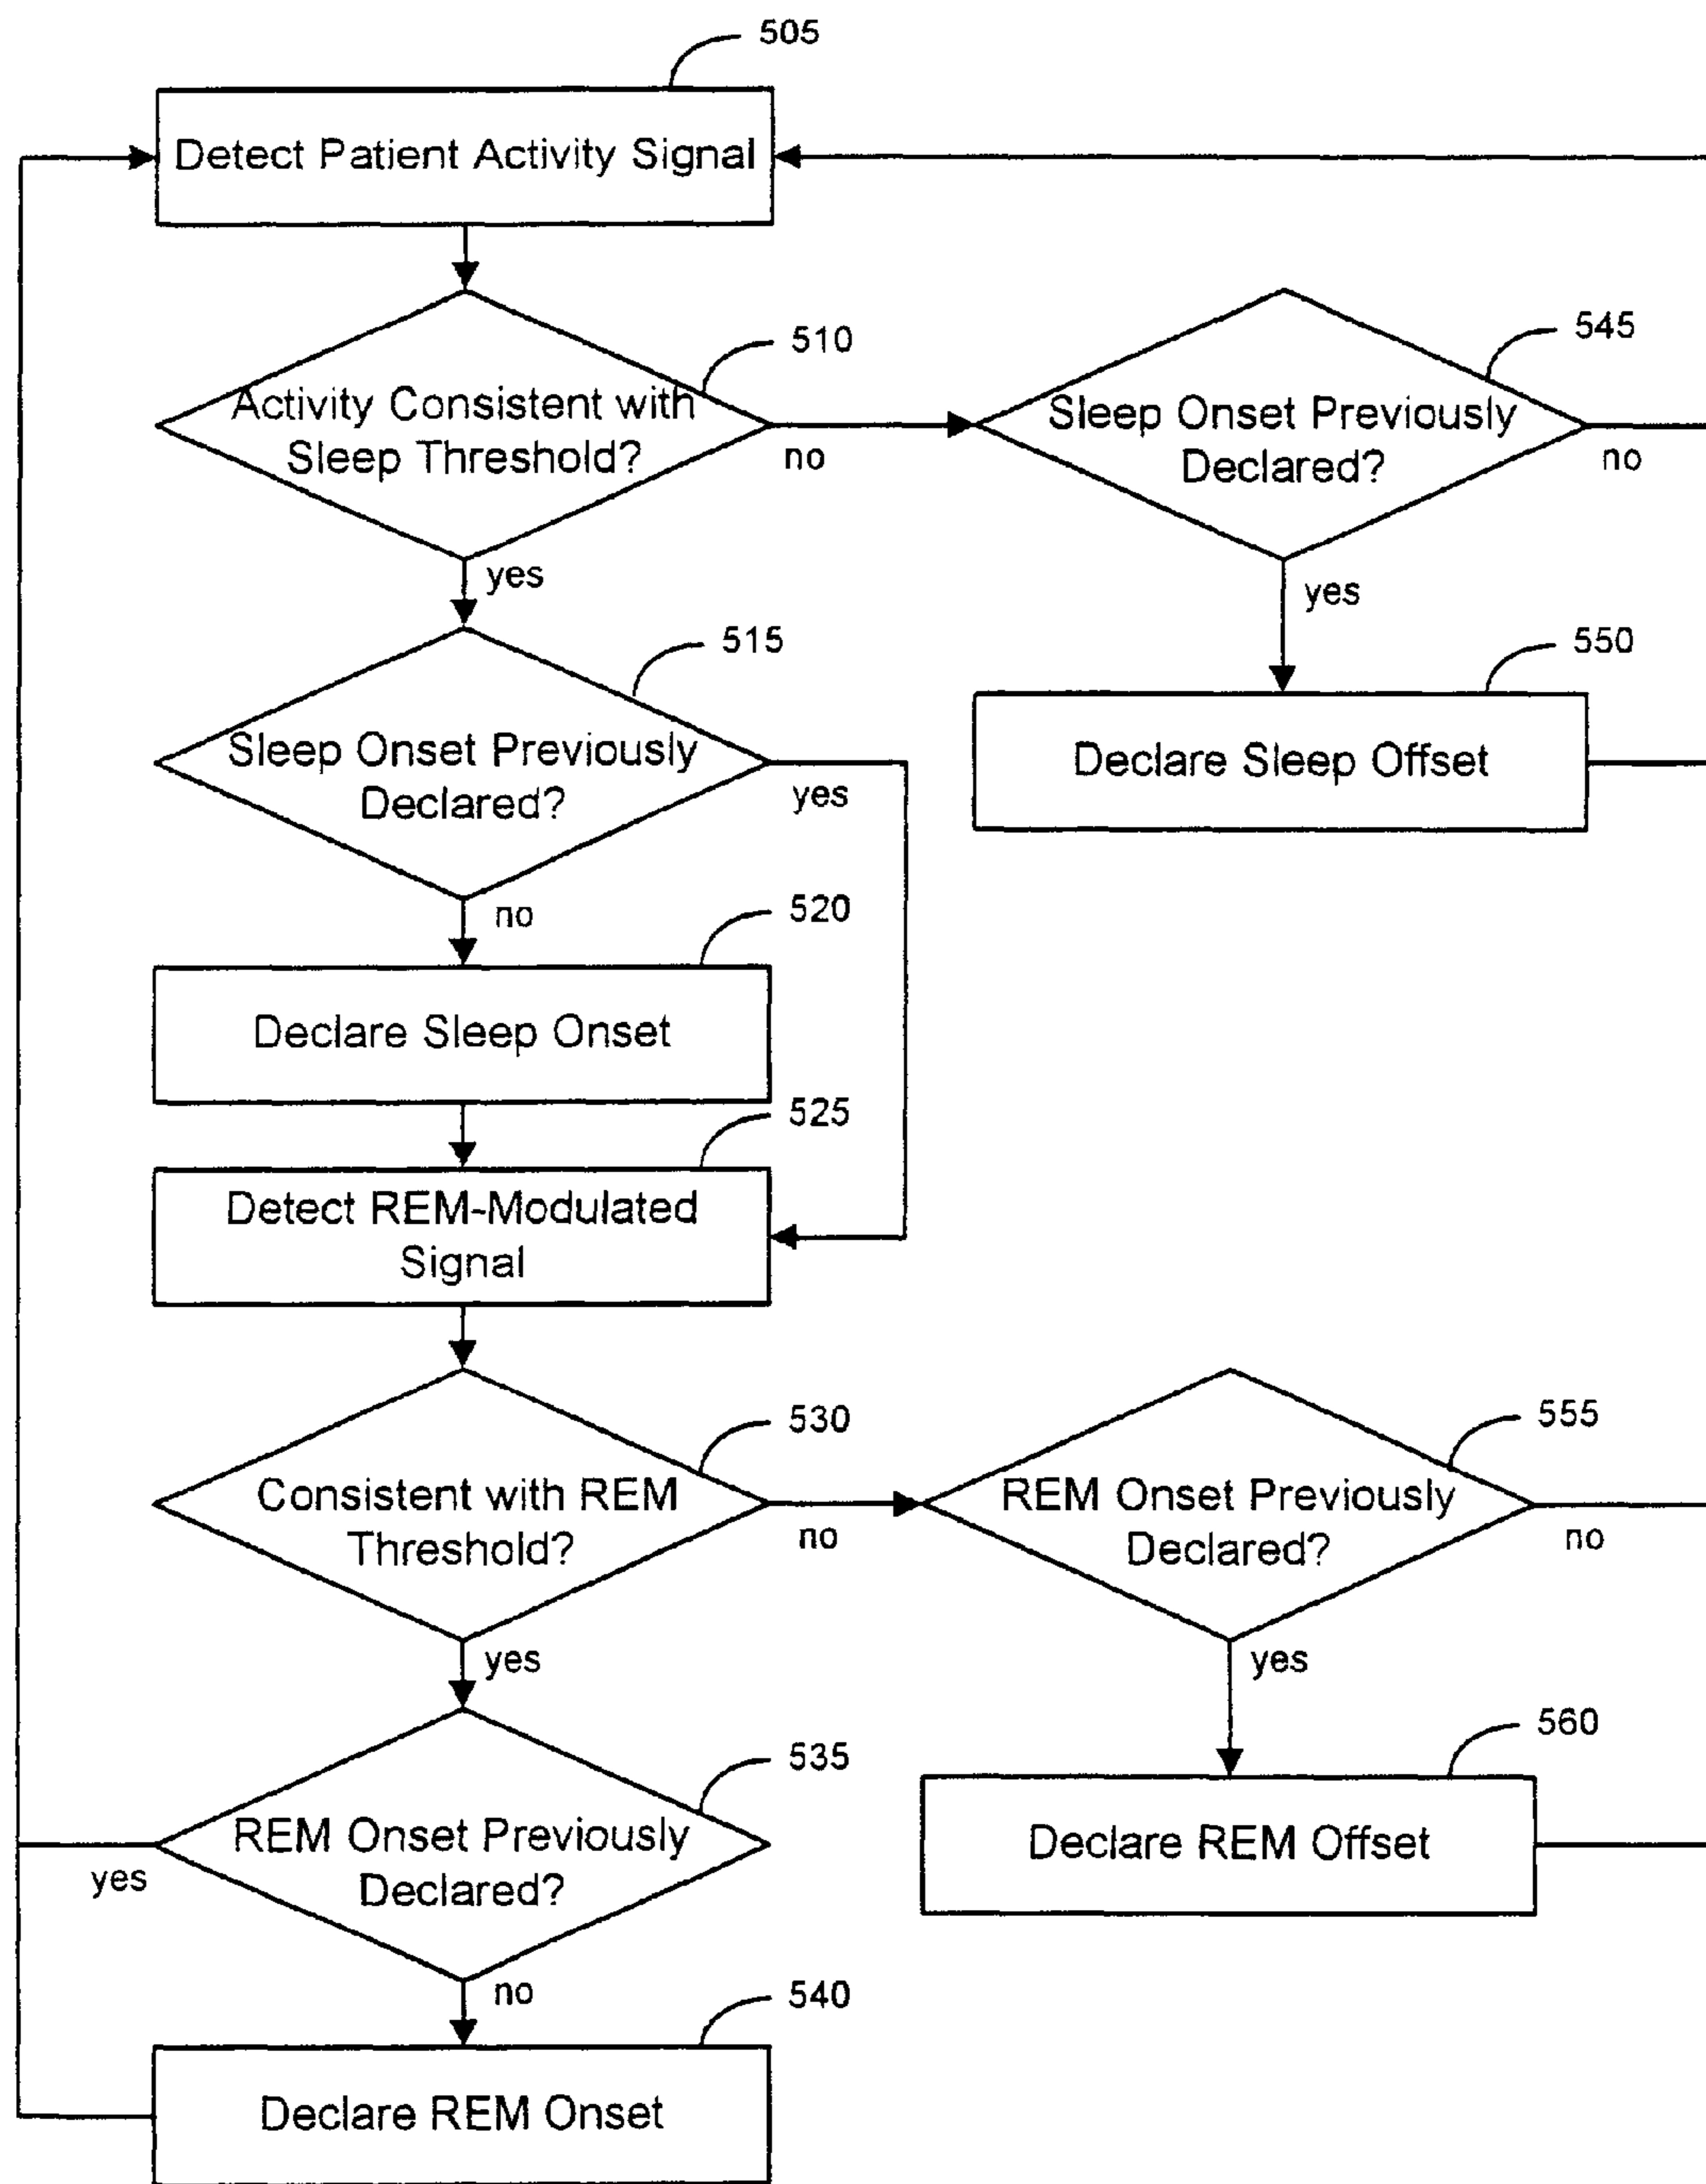 505
Detect Patient Activity Signal
510
Activity Consistent with
Sleep Threshold?
no
yes
545
Sleep Onset Previously
Declared?
no
yes
550
Declare Sleep Offset
515
Sleep Onset Previously
Declared?
yes
no
520
Declare Sleep Onset
525
Detect REM-Modulated
Signal
530
Consistent with REM
Threshold?
no
yes
555
REM Onset Previously
Declared?
no
yes
560
Declare REM Offset
535
REM Onset Previously
Declared?
yes
no
540
Declare REM Onset